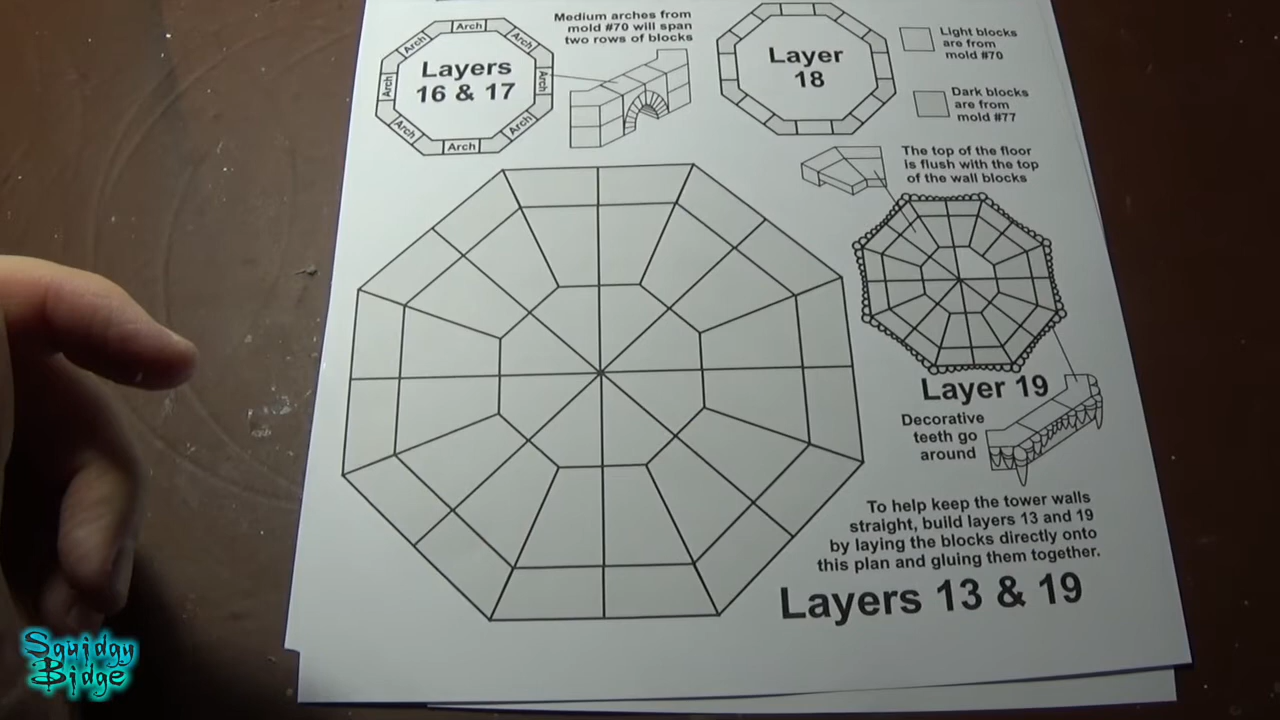 Arch
Arch
Arch
Arch
Arch
Arch
Arch
Arch
Layers
16 & 17
Medium arches from
mold #70 will span
two rows of blocks
Layer
18
Light blocks
are from
mold #70
Dark blocks
are from
mold #77
The top of the floor
is flush with the top
of the wall blocks
Layer 19
Decorative
teeth go
around
To help keep the tower walls
straight, build layers 13 and 19
by laying the blocks directly onto
this plan and gluing them together.
Layers 13 & 19
Squidgy
Bidge